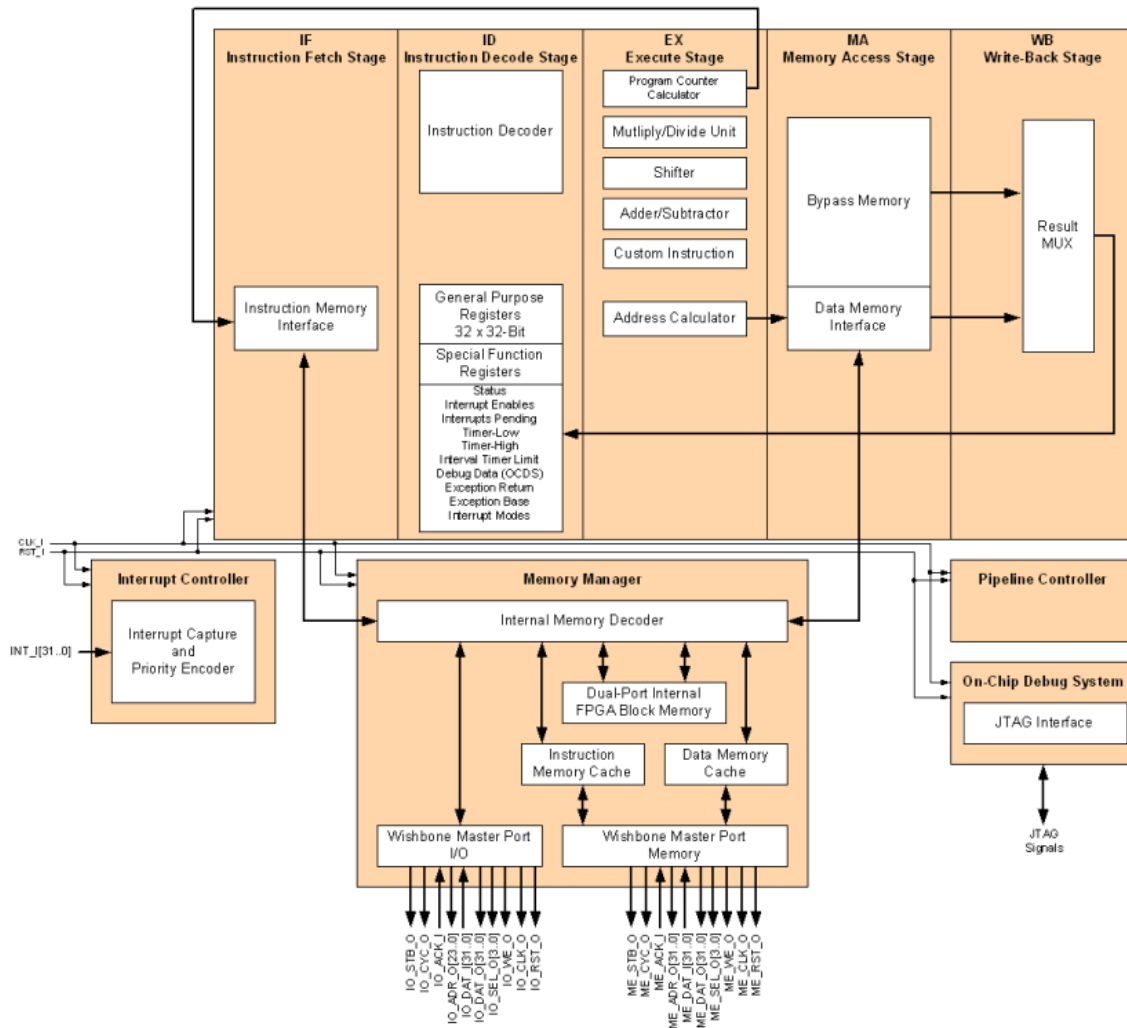 IF
Instruction Fetch Stage
ID
Instruction Decode Stage
EX
Execute Stage
MA
Memory Access Stage
WB
Write-Back Stage
Instruction Decoder
Program Counter
Calculator
Mutliply/Divide Unit
Shifter
Adder/Subtractor
Custom Instruction
Bypass Memory
Result
MUX
Instruction Memory
Interface
General Purpose
Registers
32 x 32-Bit
Address Calculator
Data Memory
Interface
Special Function
Registers
Status
Interrupt Enables
Interrupts Pending
Timer-Low
Timer-High
Interval Timer Limit
Debug Data (OCDS)
Exception Return
Exception Base
Interrupt Modes
CLK_I
RST_I
Interrupt Controller
Interrupt Capture
and
Priority Encoder
INT_I[31..0]
Memory Manager
Internal Memory Decoder
Dual-Port Internal
FPGA Block Memory
Instruction
Memory Cache
Data Memory
Cache
Wishbone Master Port
I/O
Wishbone Master Port
Memory
Pipeline Controller
On-Chip Debug System
JTAG Interface
JTAG
Signals
IO_STB_O
IO_CYC_O
IO_ACK_I
IO_ADR_O[23..0]
IO_DAT_I[31..0]
IO_DAT_O[31..0]
IO_SEL_O[3..0]
IO_WE_O
IO_CLK_O
IO_RST_O
ME_STB_O
ME_CYC_O
ME_ACK_I
ME_ADR_O[31..0]
ME_DAT_I[31..0]
ME_DAT_O[31..0]
ME_SEL_O[3..0]
ME_WE_O
ME_CLK_O
ME_RST_O